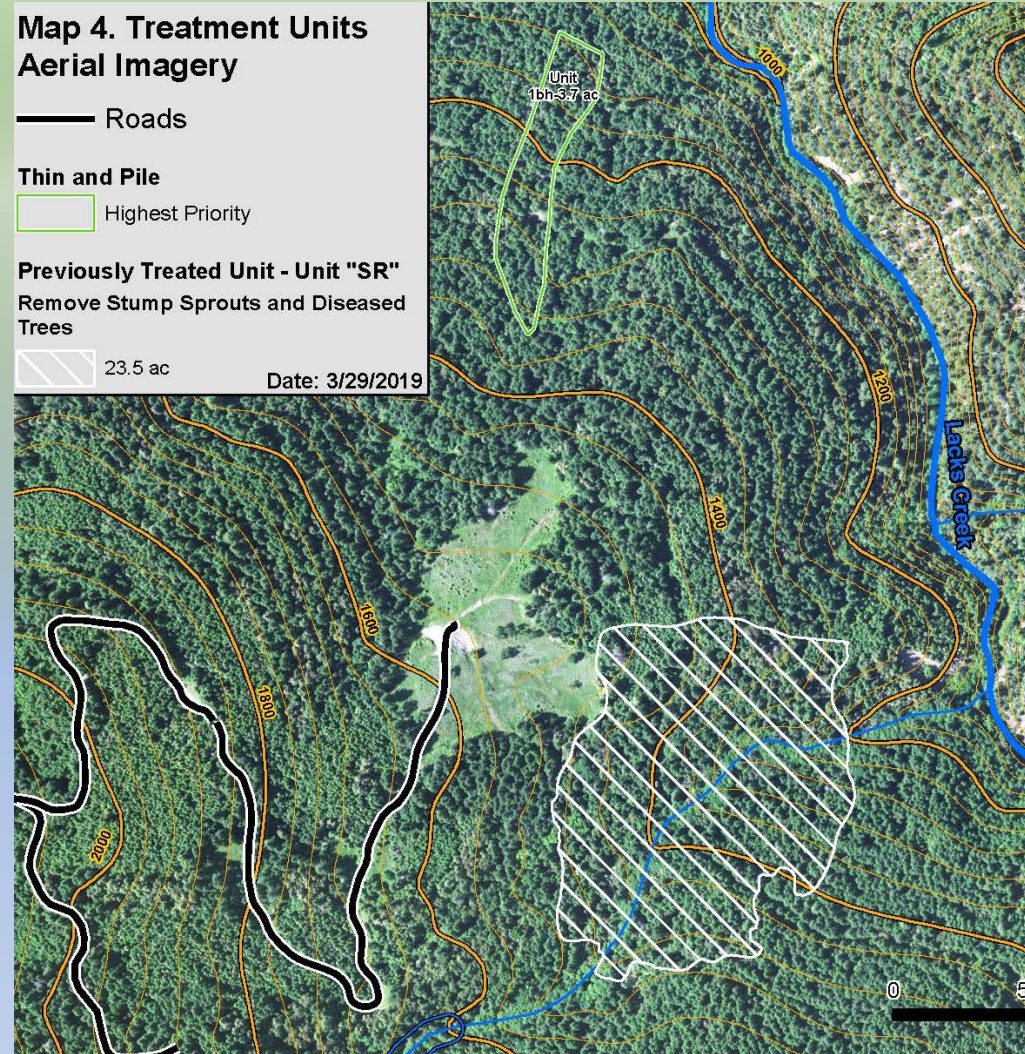 Map 4. Treatment Units
Aerial Imagery
Roads
Thin and Pile
Highest Priority
Previously Treated Unit - Unit "SR"
Remove Stump Sprouts and Diseased
Trees
23.5 ac
Date: 3/29/2019
Unit
1bh-3.7 ac
1000
1200
Lacks Creek
1400
1600
1800
2000
0